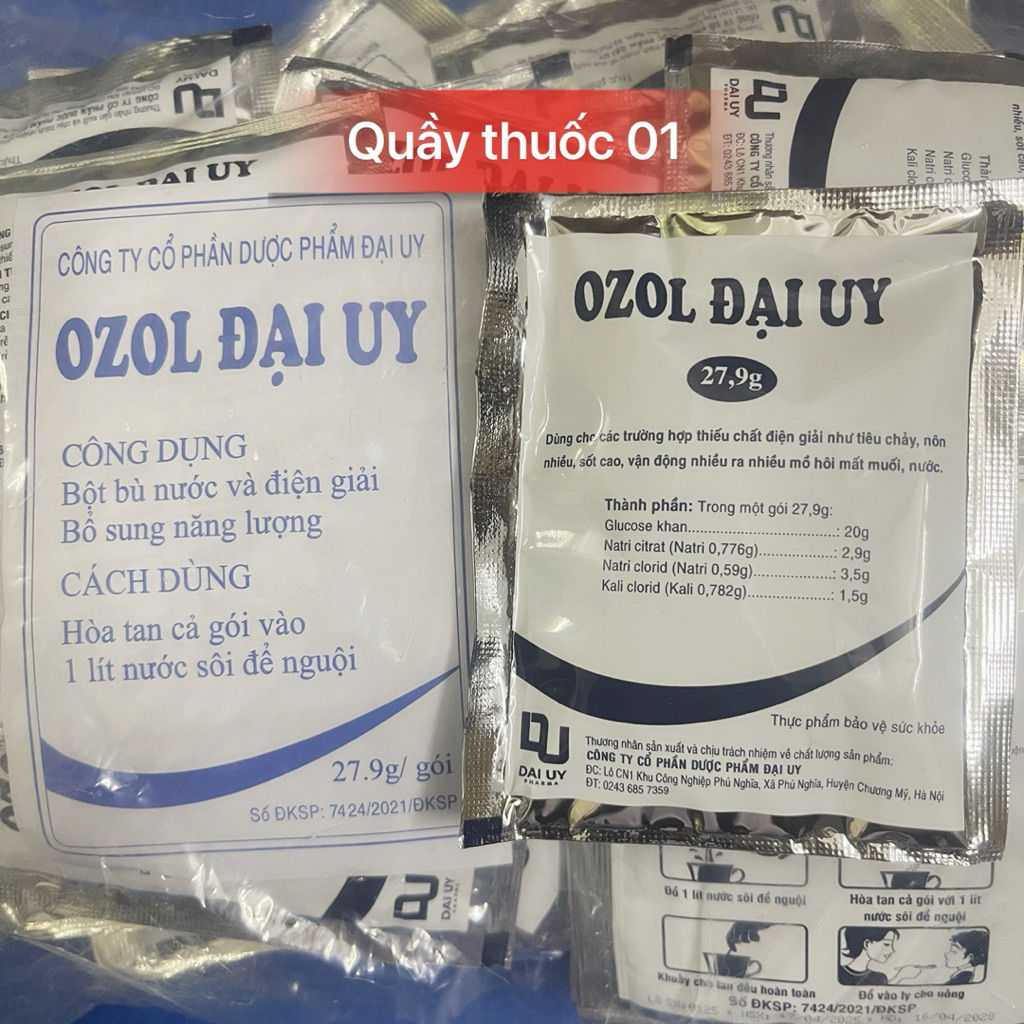 Quầy thuốc 01
OZOL ĐẠI UY
CÔNG TY CỔ PHẦN DƯỢC PHẨM ĐẠI UY
OZOL ĐẠI UY
CÔNG DỤNG
Bột bù nước và điện giải
Bổ sung năng lượng
CÁCH DÙNG
Hòa tan cả gói vào
1 lít nước sôi để nguội
27.9g/ gói
Số ĐKSP: 7424/2021/ĐKSP
OZOL ĐẠI UY
27,9g
Dùng cho các trường hợp thiếu chất điện giải như tiêu chảy, nôn
nhiều, sốt cao, vận động nhiều ra nhiều mồ hôi mất muối, nước.
Thành phần: Trong một gói 27,9g:
Glucose khan....................................: 20g
Natri citrat (Natri 0,776g)..................: 2,9g
Natri clorid (Natri 0,59g)....................: 3,5g
Kali clorid (Kali 0,782g).....................: 1,5g
Thực phẩm bảo vệ sức khỏe
DAI UY
PHARMA
Thương nhân sản xuất và chịu trách nhiệm về chất lượng sản phẩm:
CÔNG TY CỔ PHẦN DƯỢC PHẨM ĐẠI UY
ĐC: Lô CN1 Khu Công Nghiệp Phú Nghĩa, Xã Phú Nghĩa, Huyện Chương Mỹ, Hà Nội
ĐT: 0243 685 7359
DAI UY
PHARMA
DAI UY
PHARMA
Đổ 1 lít nước sôi để nguội
Hòa tan cả gói với 1 lít
nước sôi để nguội
Khuấy cho tan đều hoàn toàn
Đổ vào ly cho uống
Số ĐKSP: 7424/2021/ĐKSP